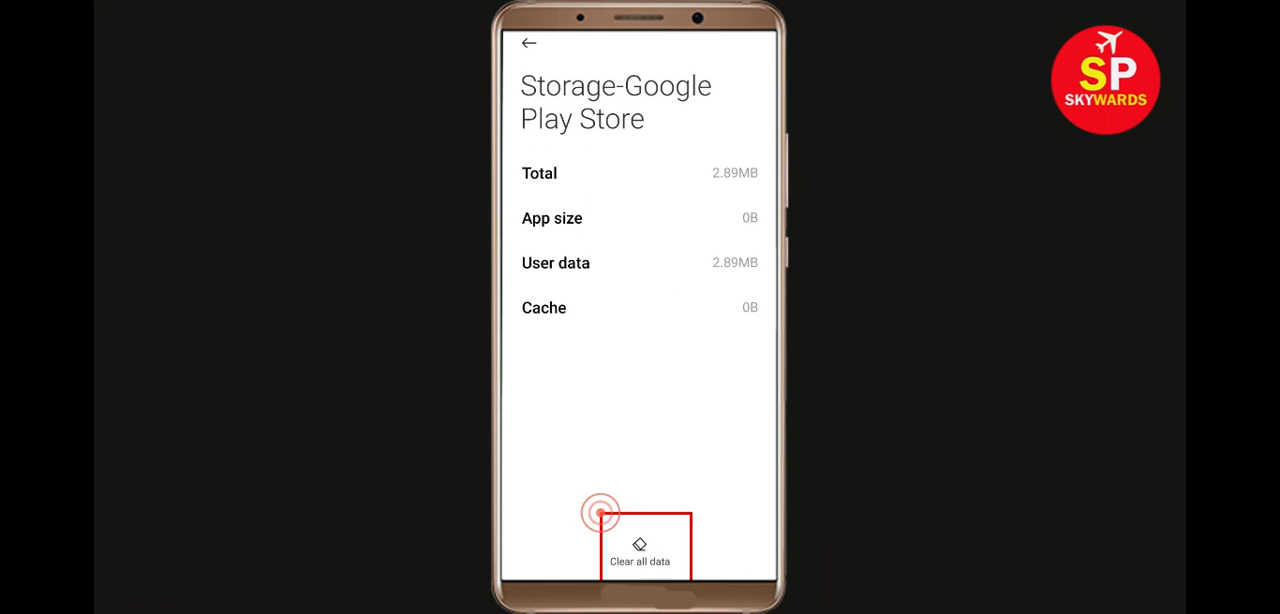 Storage-Google
Play Store
Total 2.89MB
App size 0B
User data 2.89MB
Cache 0B
Clear all data
SP
SKYWARDS